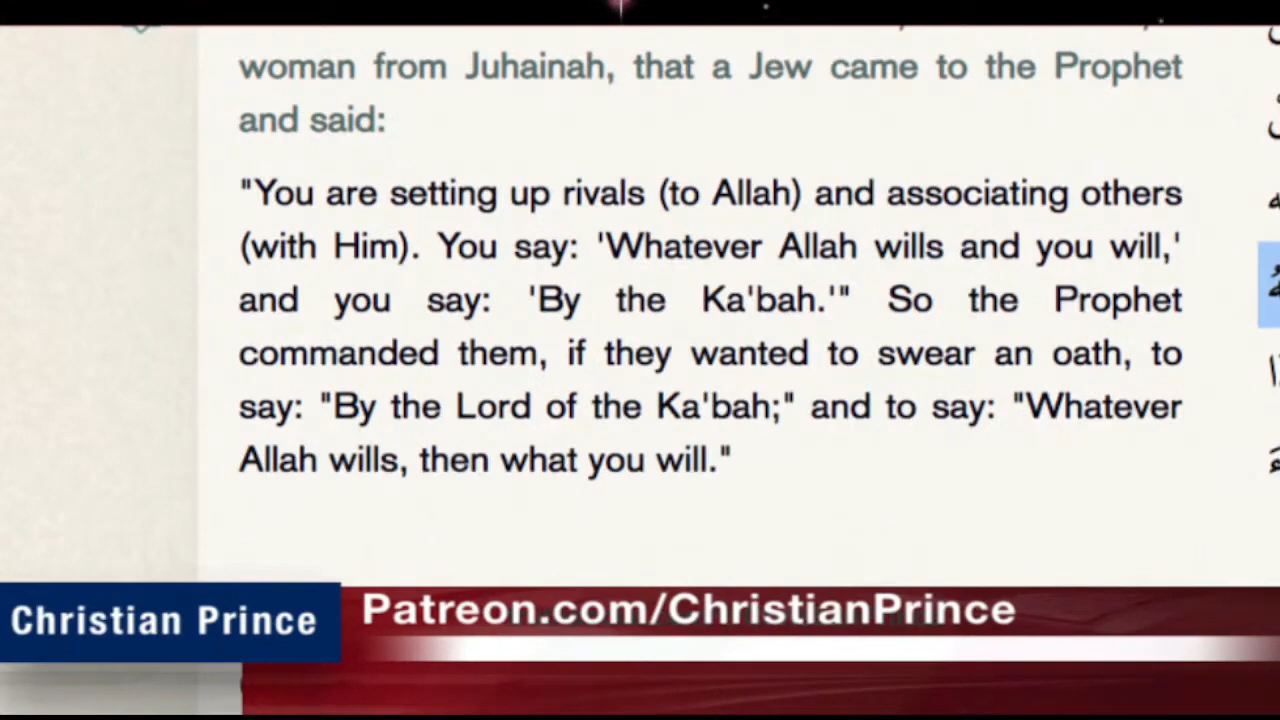 woman from Juhainah, that a Jew came to the Prophet
and said:
"You are setting up rivals (to Allah) and associating others
(with Him). You say: 'Whatever Allah wills and you will,'
and you say: 'By the Ka'bah.'" So the Prophet
commanded them, if they wanted to swear an oath, to
say: "By the Lord of the Ka'bah;" and to say: "Whatever
Allah wills, then what you will."
Christian Prince
Patreon.com/ChristianPrince